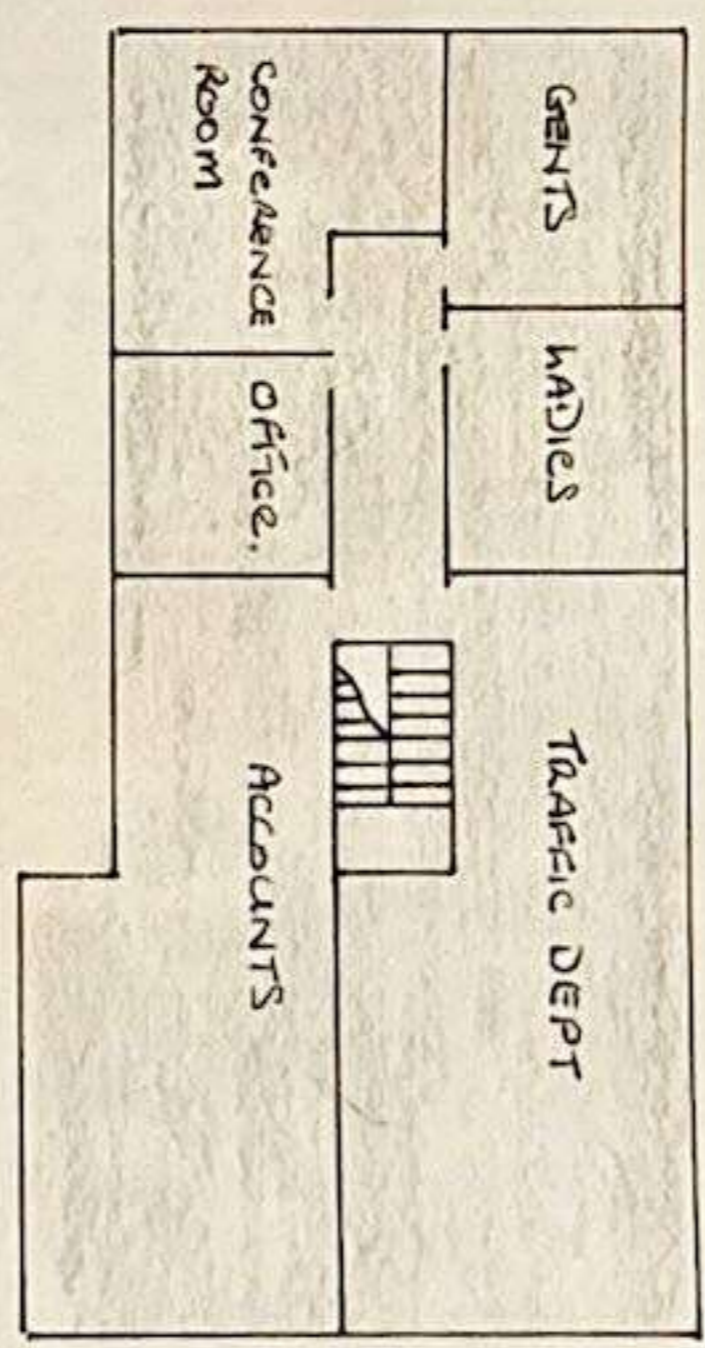 GENTS
LADIES
TRAFFIC DEPT
CONFERENCE
ROOM
OFFICE.
ACCOUNTS